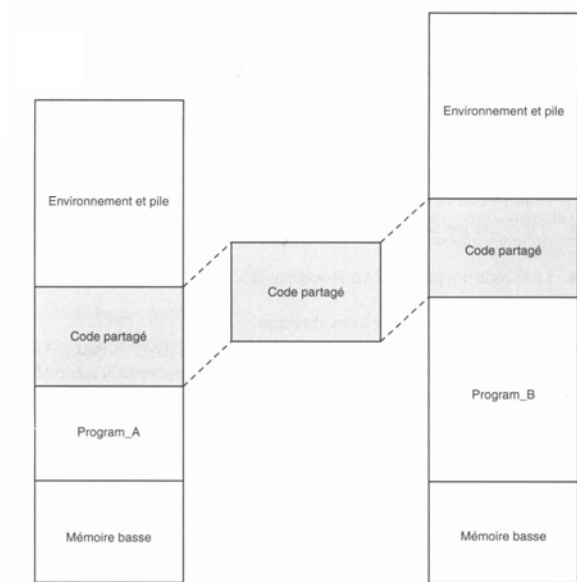 Environnement et pile
Code partagé
Program_A
Mémoire basse
Code partagé
Environnement et pile
Code partagé
Program_B
Mémoire basse